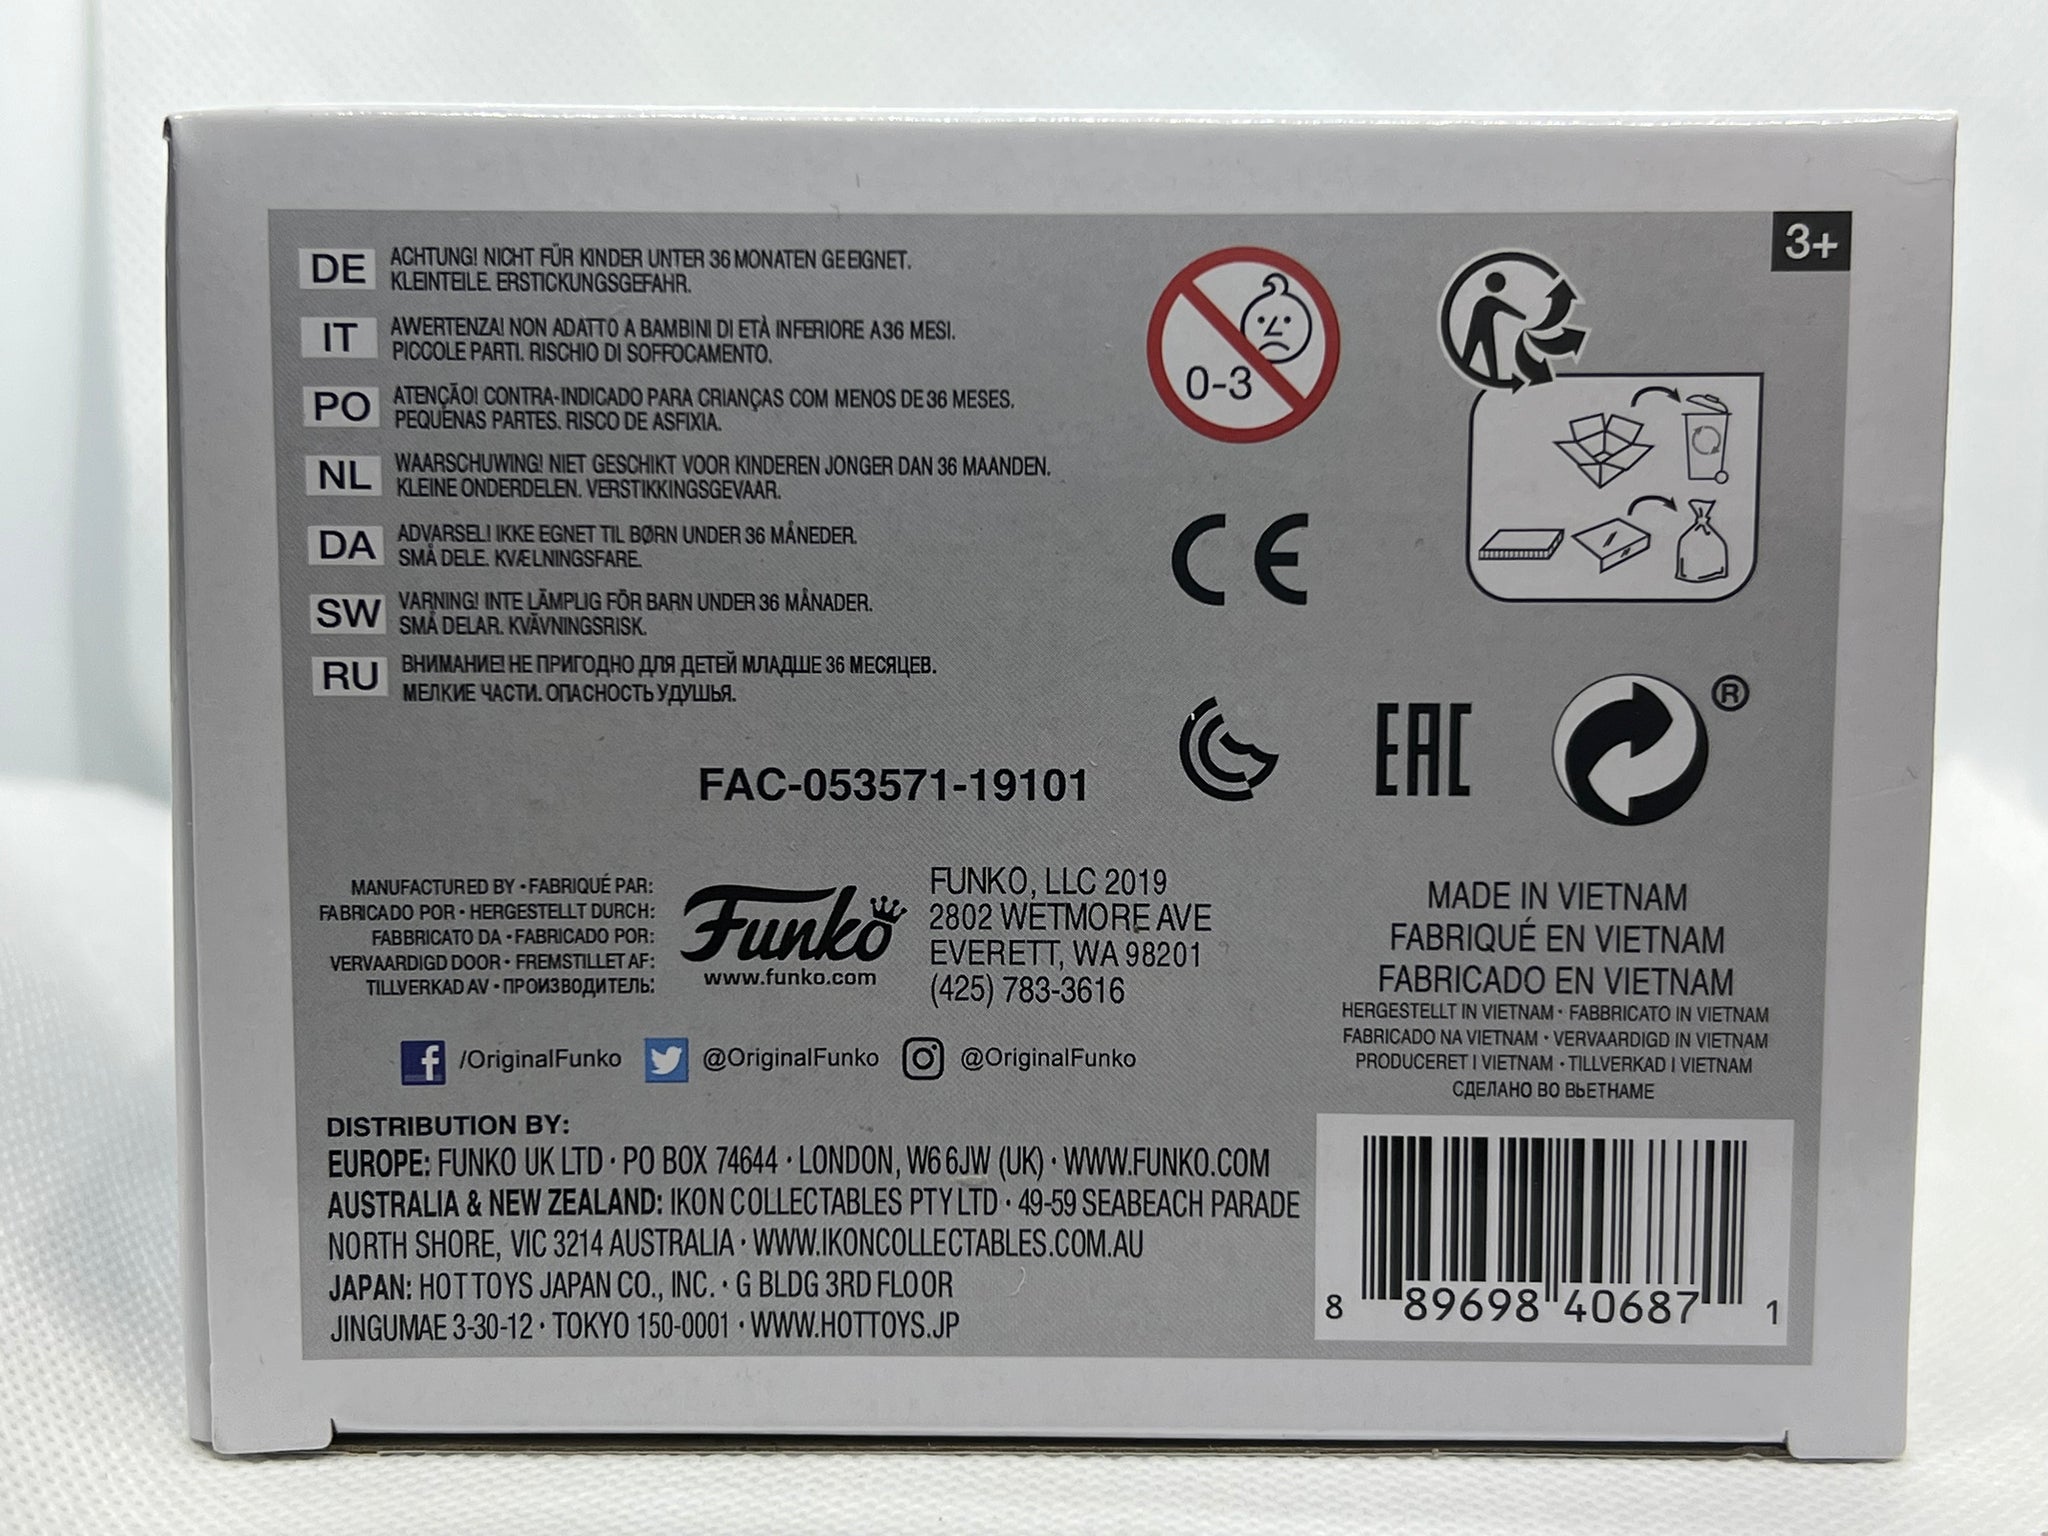 3+
DE ACHTUNG! NICHT FÜR KINDER UNTER 36 MONATEN GEEIGNET.
KLEINTEILE. ERSTICKUNGSGEFAHR.
IT AWERTENZA! NON ADATTO A BAMBINI DI ETÀ INFERIORE A 36 MESI.
PICCOLE PARTI. RISCHIO DI SOFFOCAMENTO.
PO ATENÇÃO! CONTRA-INDICADO PARA CRIANÇAS COM MENOS DE 36 MESES.
PEQUENAS PARTES. RISCO DE ASFIXIA.
NL WAARSCHUWING! NIET GESCHIKT VOOR KINDEREN JONGER DAN 36 MAANDEN.
KLEINE ONDERDELEN. VERSTIKKINGSGEVAAR.
DA ADVARSEL! IKKE EGNET TIL BØRN UNDER 36 MÅNEDER.
SMÅ DELE. KVÆLNINGSFARE.
SW VARNING! INTE LÄMPLIG FÖR BARN UNDER 36 MÅNADER.
SMÅ DELAR. KVÄVNINGSRISK.
RU ВНИМАНИЕ! НЕ ПРИГОДНО ДЛЯ ДЕТЕЙ МЛАДШЕ 36 МЕСЯЦЕВ.
МЕЛКИЕ ЧАСТИ. ОПАСНОСТЬ УДУШЬЯ.
0-3
CE
EAC
®
FAC-053571-19101
MANUFACTURED BY • FABRIQUÉ PAR:
FABRICADO POR • HERGESTELLT DURCH:
FABBRICATO DA • FABRICADO POR:
VERVAARDIGD DOOR • FREMSTILLET AF:
TILLVERKAD AV • ПРОИЗВОДИТЕЛЬ:
Funko
www.funko.com
FUNKO, LLC 2019
2802 WETMORE AVE
EVERETT, WA 98201
(425) 783-3616
MADE IN VIETNAM
FABRIQUÉ EN VIETNAM
FABRICADO EN VIETNAM
HERGESTELLT IN VIETNAM • FABBRICATO IN VIETNAM
FABRICADO NA VIETNAM • VERVAARDIGD IN VIETNAM
PRODUCERET I VIETNAM • TILLVERKAD I VIETNAM
СДЕЛАНО ВО ВЬЕТНАМЕ
f /OriginalFunko @OriginalFunko @OriginalFunko
DISTRIBUTION BY:
EUROPE: FUNKO UK LTD • PO BOX 74644 • LONDON, W6 6JW (UK) • WWW.FUNKO.COM
AUSTRALIA & NEW ZEALAND: IKON COLLECTABLES PTY LTD • 49-59 SEABEACH PARADE
NORTH SHORE, VIC 3214 AUSTRALIA • WWW.IKONCOLLECTABLES.COM.AU
JAPAN: HOT TOYS JAPAN CO., INC. • G BLDG 3RD FLOOR
JINGUMAE 3-30-12 • TOKYO 150-0001 • WWW.HOTTOYS.JP
8 89698 40687 1